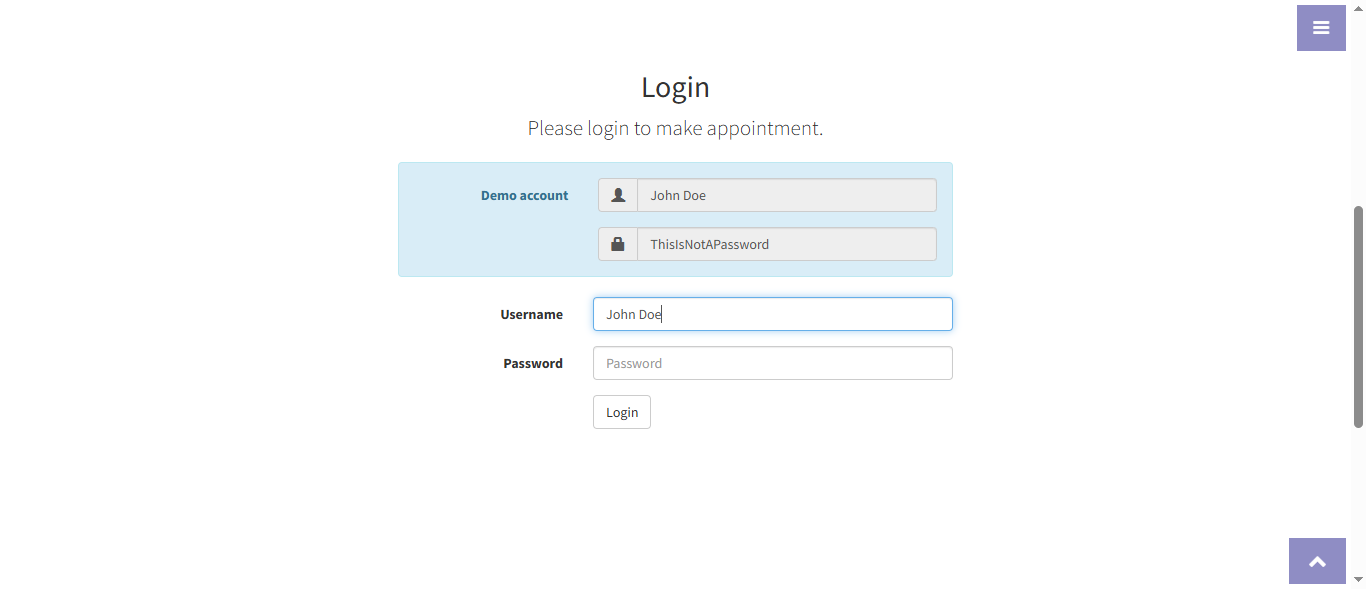 Login
Please login to make appointment.
Demo account
John Doe
ThisIsNotAPassword
Username
John Doe
Password
Password
Login